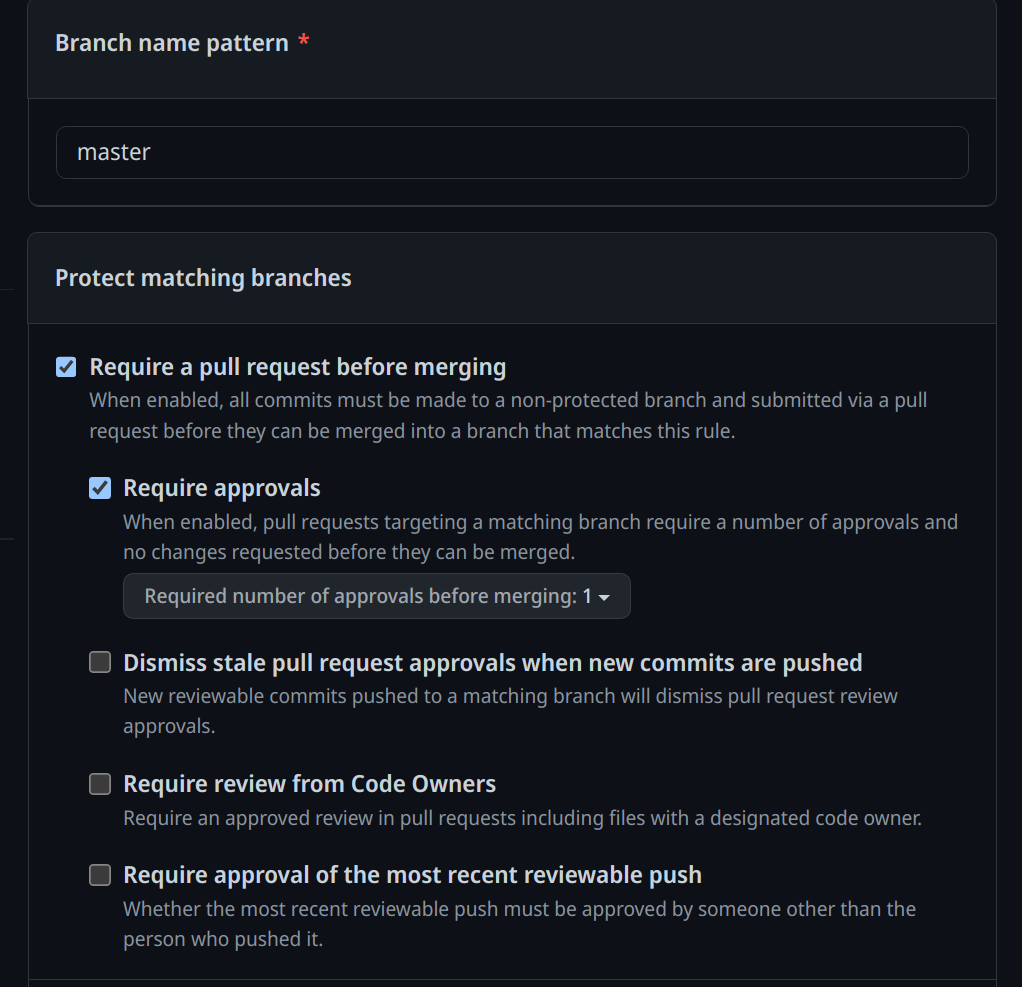 Branch name pattern *
master
Protect matching branches
Require a pull request before merging
When enabled, all commits must be made to a non-protected branch and submitted via a pull
request before they can be merged into a branch that matches this rule.
Require approvals
When enabled, pull requests targeting a matching branch require a number of approvals and
no changes requested before they can be merged.
Required number of approvals before merging: 1
Dismiss stale pull request approvals when new commits are pushed
New reviewable commits pushed to a matching branch will dismiss pull request review
approvals.
Require review from Code Owners
Require an approved review in pull requests including files with a designated code owner.
Require approval of the most recent reviewable push
Whether the most recent reviewable push must be approved by someone other than the
person who pushed it.